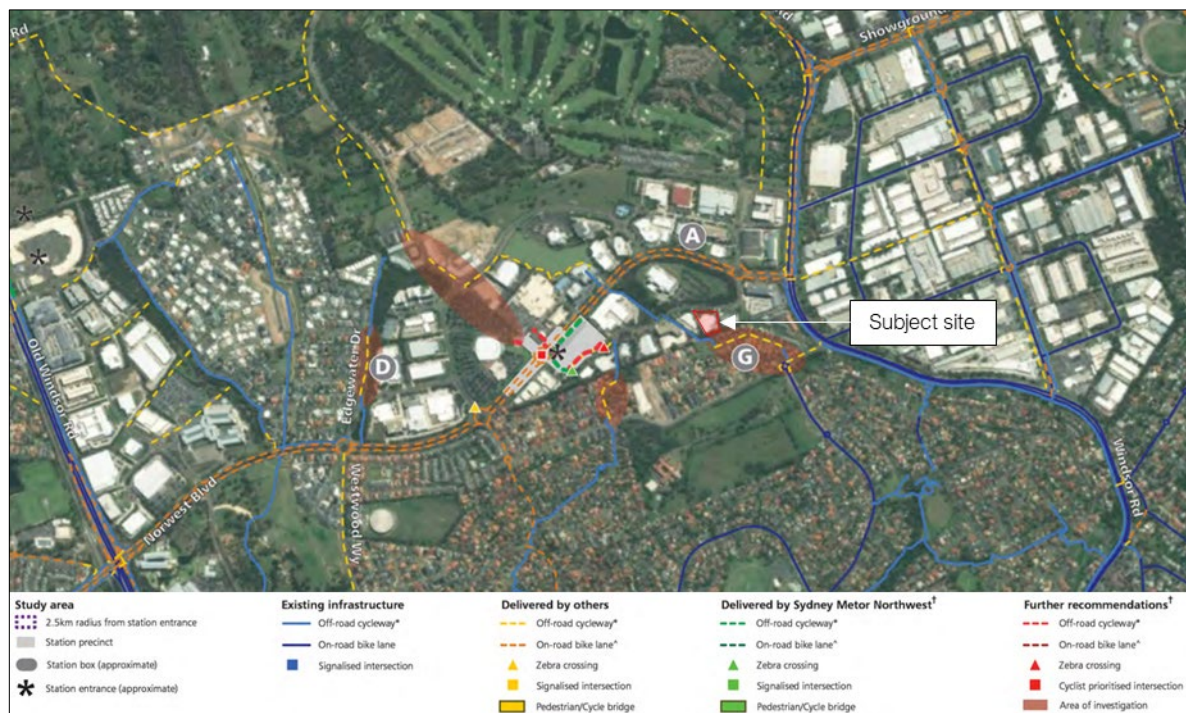 Rd
Rd
Showground
A
Subject site
G
D
Edgewater Dr
Old Windsor Rd
Norwest Blvd
Westwood Wy
Windsor Rd
Study area
2.5km radius from station entrance
Station precinct
Station box (approximate)
Station entrance (approximate)
Existing infrastructure
Off-road cycleway*
On-road bike lane
Signalised intersection
Delivered by others
Off-road cycleway*
On-road bike lane^
Zebra crossing
Signalised intersection
Pedestrian/Cycle bridge
Delivered by Sydney Metor Northwest†
Off-road cycleway*
On-road bike lane^
Zebra crossing
Signalised intersection
Pedestrian/Cycle bridge
Further recommendations†
Off-road cycleway*
On-road bike lane^
Zebra crossing
Cyclist prioritised intersection
Area of investigation